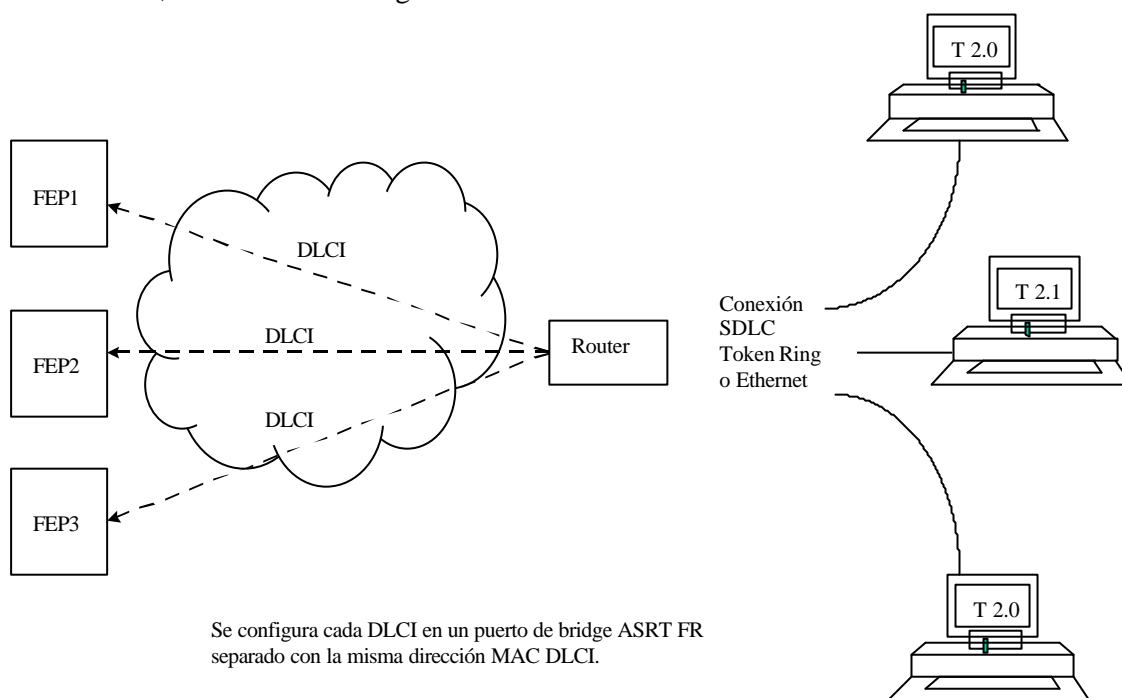 T 2.0
FEP1
DLCI
T 2.1
Conexión
SDLC
Token Ring
o Ethernet
DLCI
Router
FEP2
DLCI
FEP3
T 2.0
Se configura cada DLCI en un puerto de bridge ASRT FR
separado con la misma dirección MAC DLCI.